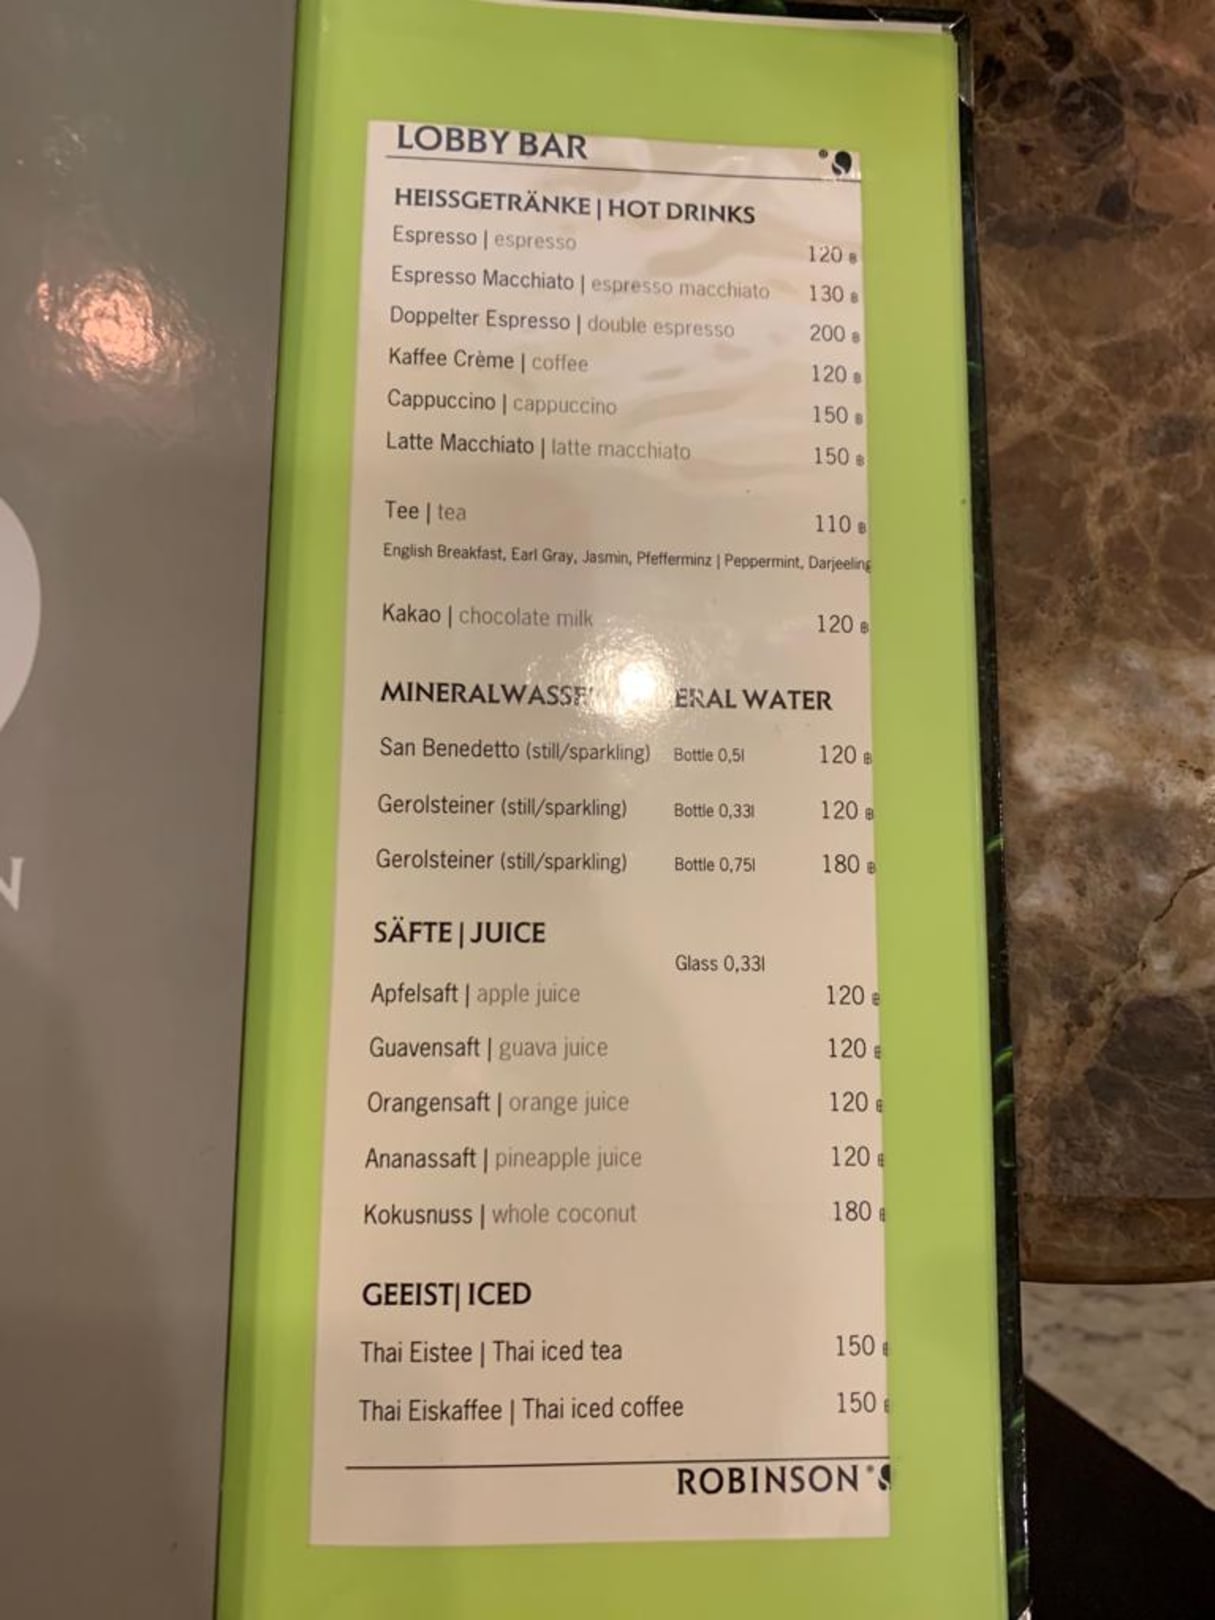 LOBBY BAR
HEISSGETRÄNKE | HOT DRINKS
Espresso | espresso 120 ฿
Espresso Macchiato | espresso macchiato 130 ฿
Doppelter Espresso | double espresso 200 ฿
Kaffee Crème | coffee 120 ฿
Cappuccino | cappuccino 150 ฿
Latte Macchiato | latte macchiato 150 ฿
Tee | tea 110 ฿
English Breakfast, Earl Gray, Jasmin, Pfefferminz | Peppermint, Darjeeling
Kakao | chocolate milk 120 ฿
MINERALWASSE ERAL WATER
San Benedetto (still/sparkling) Bottle 0,5l 120 ฿
Gerolsteiner (still/sparkling) Bottle 0,33l 120 ฿
Gerolsteiner (still/sparkling) Bottle 0,75l 180 ฿
SÄFTE | JUICE
Glass 0,33l
Apfelsaft | apple juice 120 ฿
Guavensaft | guava juice 120 ฿
Orangensaft | orange juice 120 ฿
Ananassaft | pineapple juice 120 ฿
Kokusnuss | whole coconut 180 ฿
GEEIST| ICED
Thai Eistee | Thai iced tea 150 ฿
Thai Eiskaffee | Thai iced coffee 150 ฿
ROBINSON
N